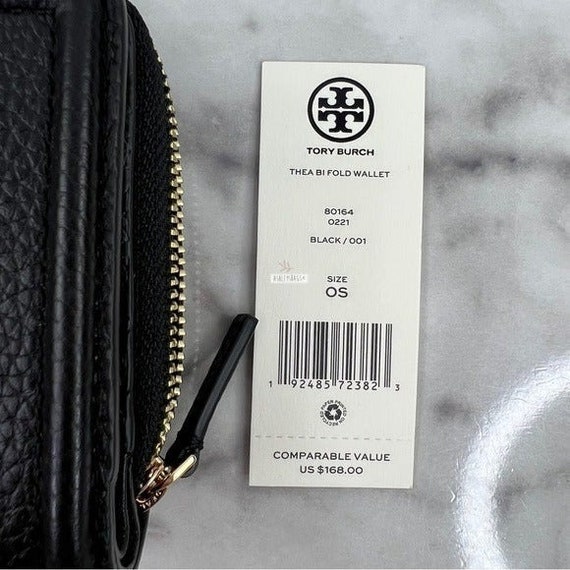 TORY BURCH
THEA BI FOLD WALLET
80164
0221
BLACK / 001
SIZE
OS
1 92485 72382 3
COMPARABLE VALUE
US $168.00